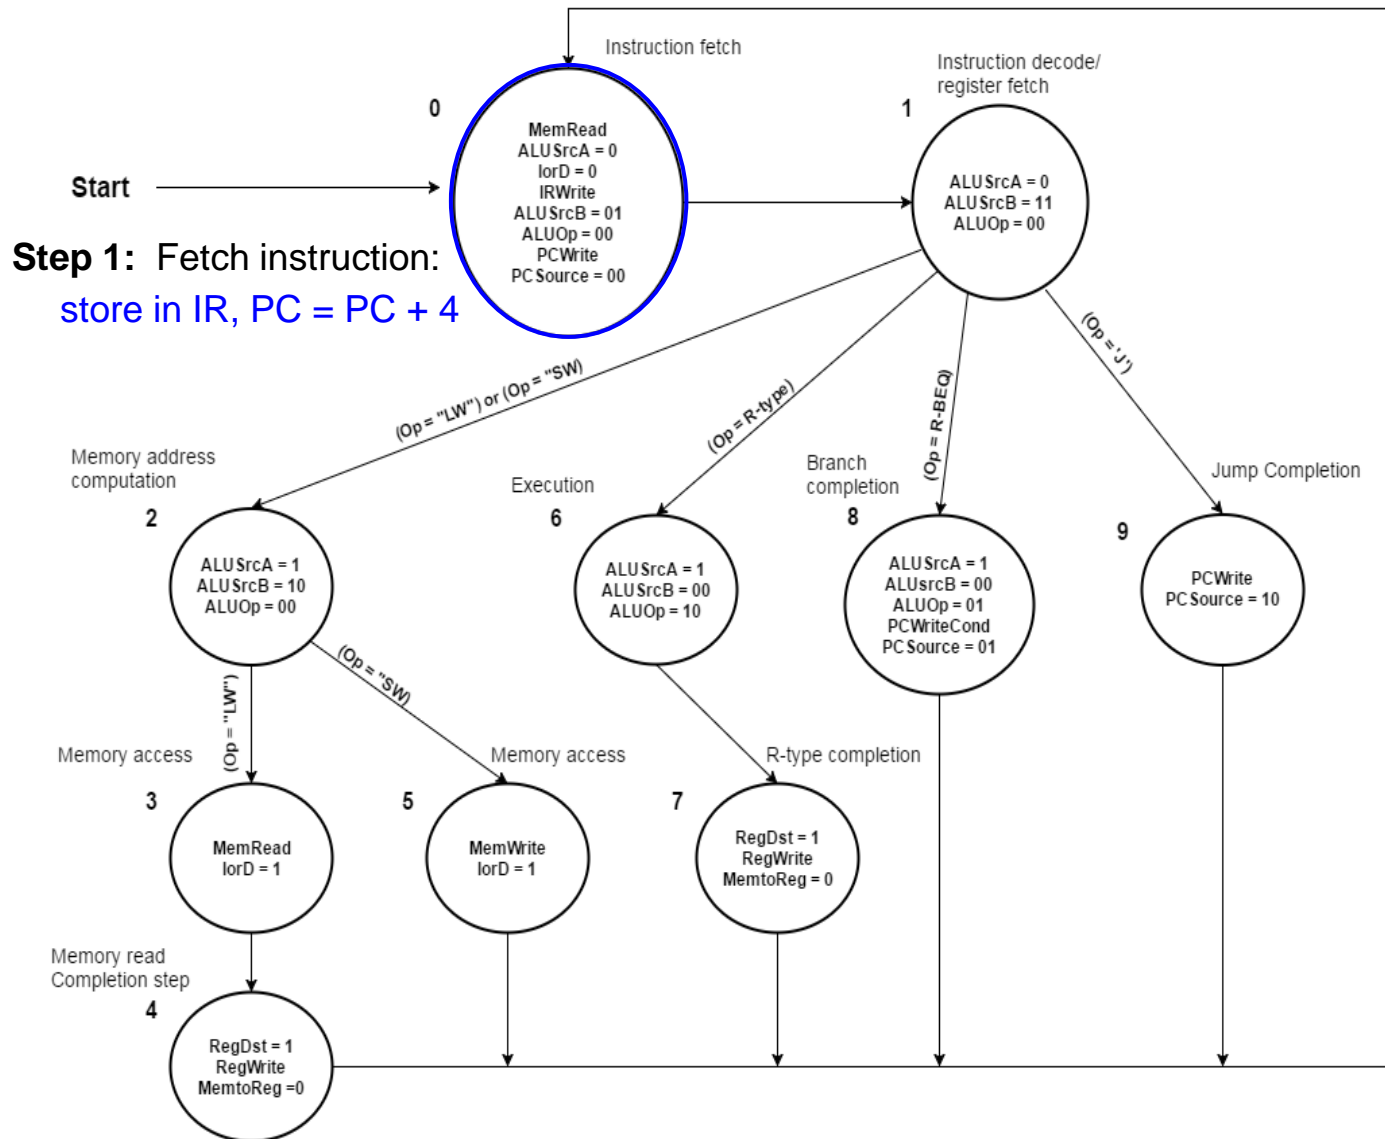 Instruction fetch
Instruction decode/
register fetch
0
1
MemRead
ALUSrcA = 0
IorD = 0
IRWrite
ALUSrcB = 01
ALUOp = 00
PCWrite
PCSource = 00
ALUSrcA = 0
ALUSrcB = 11
ALUOp = 00
Start
Step 1: Fetch instruction:
store in IR, PC = PC + 4
(Op = "LW") or (Op = "SW)
(Op = R-type)
(Op = R-BEQ)
(Op = 'J')
Memory address
computation
2
ALUSrcA = 1
ALUSrcB = 10
ALUOp = 00
Execution
6
ALUSrcA = 1
ALUSrcB = 00
ALUOp = 10
Branch
completion
8
ALUSrcA = 1
ALUsrcB = 00
ALUOp = 01
PCWriteCond
PCSource = 01
Jump Completion
9
PCWrite
PCSource = 10
(Op = "LW")
(Op = "SW)
Memory access
3
MemRead
IorD = 1
Memory access
5
MemWrite
IorD = 1
R-type completion
7
RegDst = 1
RegWrite
MemtoReg = 0
Memory read
Completion step
4
RegDst = 1
RegWrite
MemtoReg =0